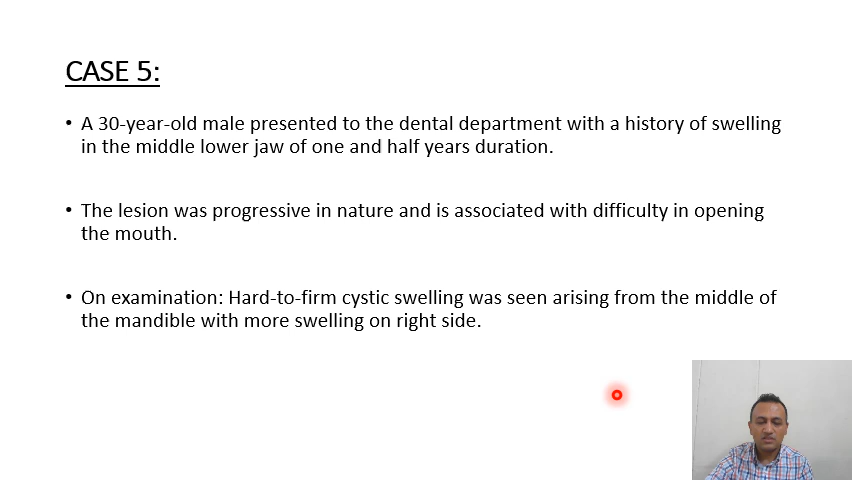 CASE 5:
• A 30-year-old male presented to the dental department with a history of swelling
in the middle lower jaw of one and half years duration.
• The lesion was progressive in nature and is associated with difficulty in opening
the mouth.
• On examination: Hard-to-firm cystic swelling was seen arising from the middle of
the mandible with more swelling on right side.